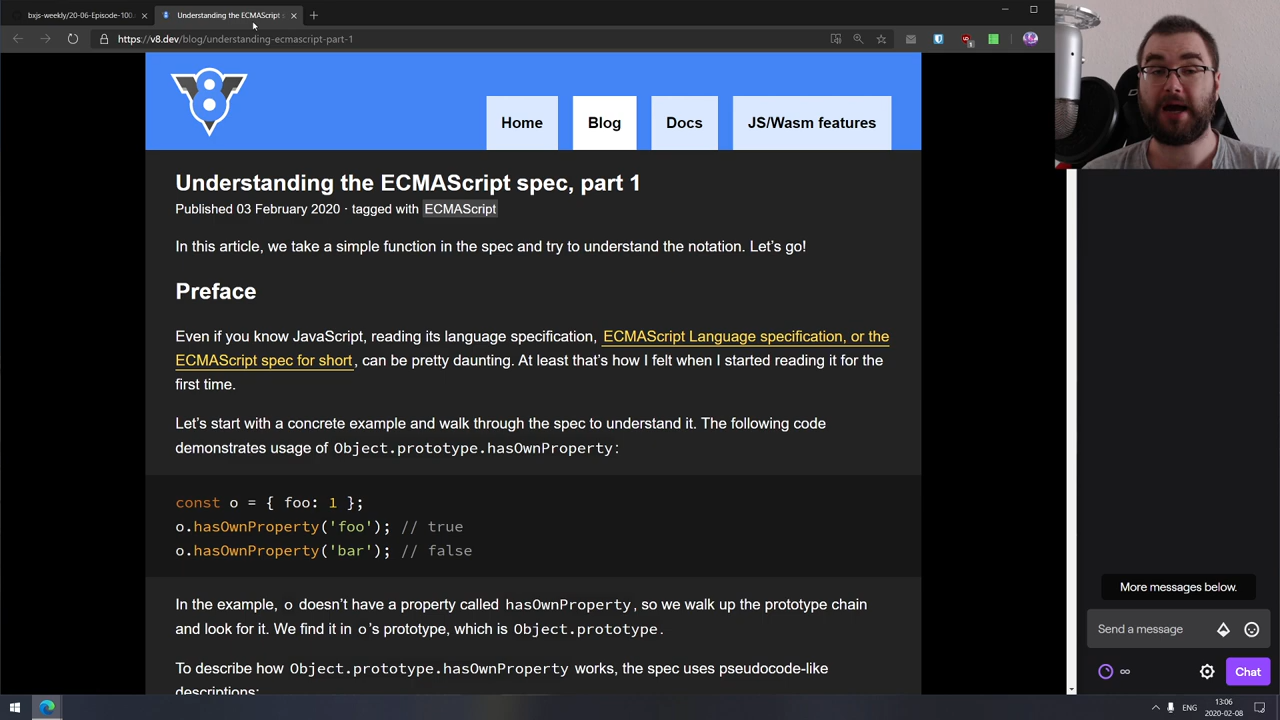 bxjs-weekly/20-06-Episode-100.
Understanding the ECMAScript s
https://v8.dev/blog/understanding-ecmascript-part-1
1
Home
Blog
Docs
JS/Wasm features
Understanding the ECMAScript spec, part 1
Published 03 February 2020 · tagged with ECMAScript
In this article, we take a simple function in the spec and try to understand the notation. Let’s go!
Preface
Even if you know JavaScript, reading its language specification, ECMAScript Language specification, or the
ECMAScript spec for short, can be pretty daunting. At least that’s how I felt when I started reading it for the
first time.
Let’s start with a concrete example and walk through the spec to understand it. The following code
demonstrates usage of Object.prototype.hasOwnProperty:
const o = { foo: 1 };
o.hasOwnProperty('foo'); // true
o.hasOwnProperty('bar'); // false
In the example, o doesn’t have a property called hasOwnProperty, so we walk up the prototype chain
and look for it. We find it in o’s prototype, which is Object.prototype.
To describe how Object.prototype.hasOwnProperty works, the spec uses pseudocode-like
descriptions:
More messages below.
Send a message
∞
Chat
ENG
13:06
2020-02-08